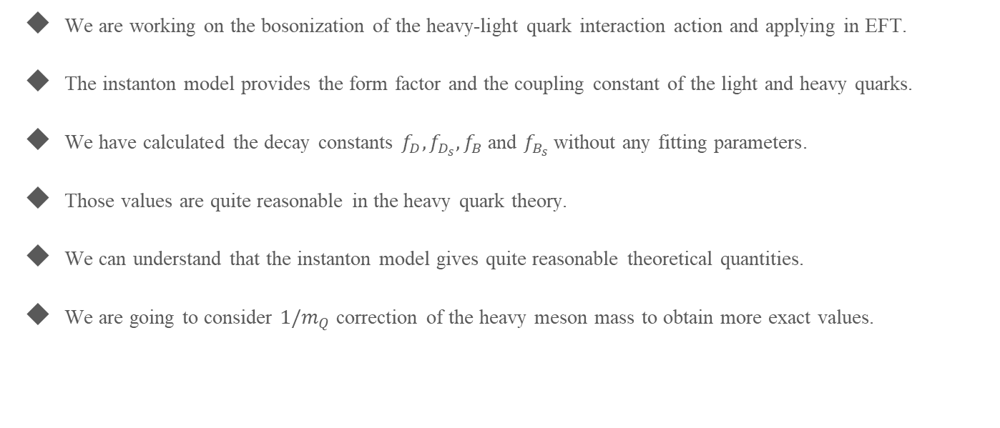 ◆ We are working on the bosonization of the heavy-light quark interaction action and applying in EFT.
◆ The instanton model provides the form factor and the coupling constant of the light and heavy quarks.
◆ We have calculated the decay constants $f_D, f_{D_s}, f_B$ and $f_{B_s}$ without any fitting parameters.
◆ Those values are quite reasonable in the heavy quark theory.
◆ We can understand that the instanton model gives quite reasonable theoretical quantities.
◆ We are going to consider $1/m_Q$ correction of the heavy meson mass to obtain more exact values.